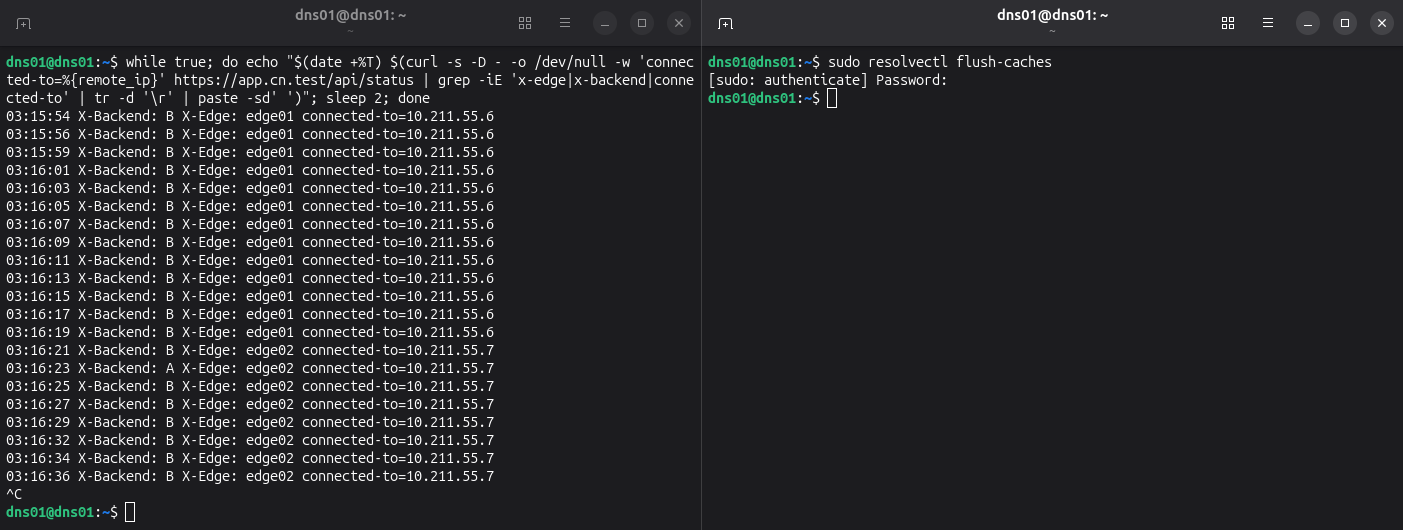 dns01@dns01: ~
~
dns01@dns01:~$ while true; do echo "$(date +%T) $(curl -s -D - -o /dev/null -w 'connec
ted-to=%{remote_ip}' https://app.cn.test/api/status | grep -iE 'x-edge|x-backend|conne
cted-to' | tr -d '\r' | paste -sd' ')"; sleep 2; done
03:15:54 X-Backend: B X-Edge: edge01 connected-to=10.211.55.6
03:15:56 X-Backend: B X-Edge: edge01 connected-to=10.211.55.6
03:15:59 X-Backend: B X-Edge: edge01 connected-to=10.211.55.6
03:16:01 X-Backend: B X-Edge: edge01 connected-to=10.211.55.6
03:16:03 X-Backend: B X-Edge: edge01 connected-to=10.211.55.6
03:16:05 X-Backend: B X-Edge: edge01 connected-to=10.211.55.6
03:16:07 X-Backend: B X-Edge: edge01 connected-to=10.211.55.6
03:16:09 X-Backend: B X-Edge: edge01 connected-to=10.211.55.6
03:16:11 X-Backend: B X-Edge: edge01 connected-to=10.211.55.6
03:16:13 X-Backend: B X-Edge: edge01 connected-to=10.211.55.6
03:16:15 X-Backend: B X-Edge: edge01 connected-to=10.211.55.6
03:16:17 X-Backend: B X-Edge: edge01 connected-to=10.211.55.6
03:16:19 X-Backend: B X-Edge: edge01 connected-to=10.211.55.6
03:16:21 X-Backend: B X-Edge: edge02 connected-to=10.211.55.7
03:16:23 X-Backend: A X-Edge: edge02 connected-to=10.211.55.7
03:16:25 X-Backend: B X-Edge: edge02 connected-to=10.211.55.7
03:16:27 X-Backend: B X-Edge: edge02 connected-to=10.211.55.7
03:16:29 X-Backend: B X-Edge: edge02 connected-to=10.211.55.7
03:16:32 X-Backend: B X-Edge: edge02 connected-to=10.211.55.7
03:16:34 X-Backend: B X-Edge: edge02 connected-to=10.211.55.7
03:16:36 X-Backend: B X-Edge: edge02 connected-to=10.211.55.7
^C
dns01@dns01:~$
dns01@dns01: ~
~
dns01@dns01:~$ sudo resolvectl flush-caches
[sudo: authenticate] Password:
dns01@dns01:~$